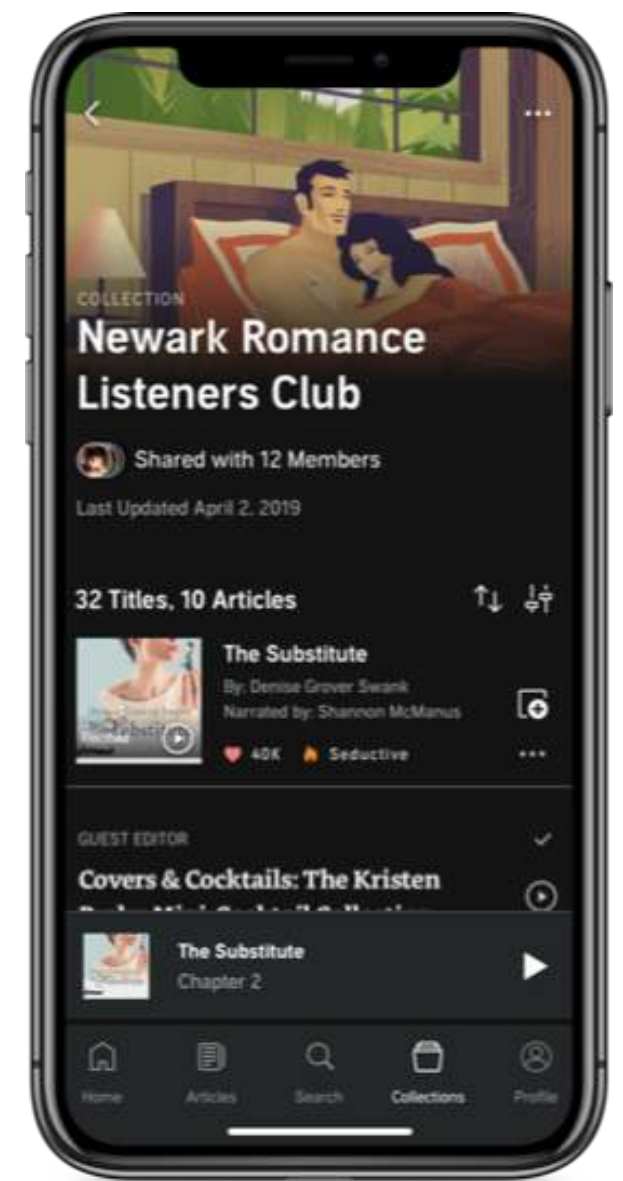 COLLECTION
Newark Romance
Listeners Club
Shared with 12 Members
Last Updated April 2, 2019
32 Titles, 10 Articles
The Substitute
By: Denise Grover Swank
Narrated by: Shannon McManus
40K Seductive
GUEST EDITOR
Covers & Cocktails: The Kristen
The Substitute
Chapter 2
Home Articles Search Collections Profile